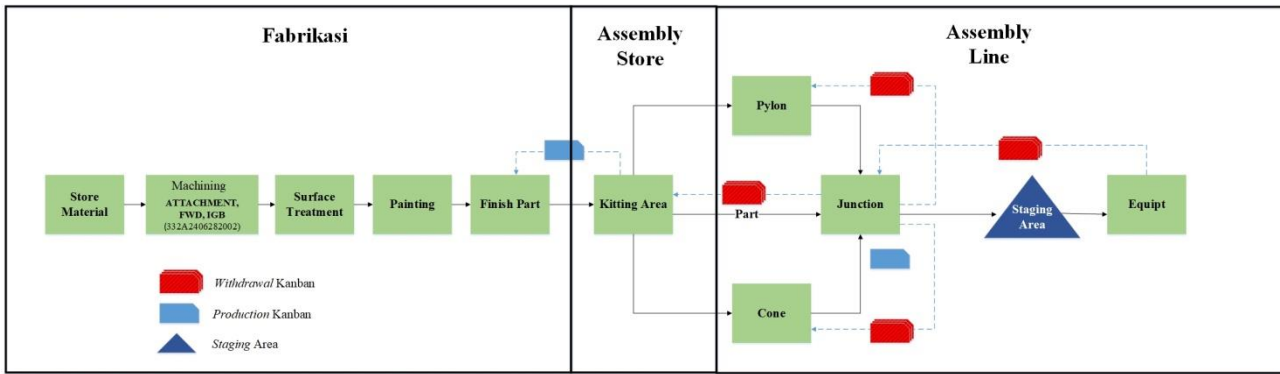 Fabrikasi
Assembly
Store
Assembly
Line
Store
Material
Machining
ATTACHMENT,
FWD, IGB
(332A2406282002)
Surface
Treatment
Painting
Finish Part
Kitting Area
Pylon
Part
Junction
Cone
Staging
Area
Equipt
Withdrawal Kanban
Production Kanban
Staging Area